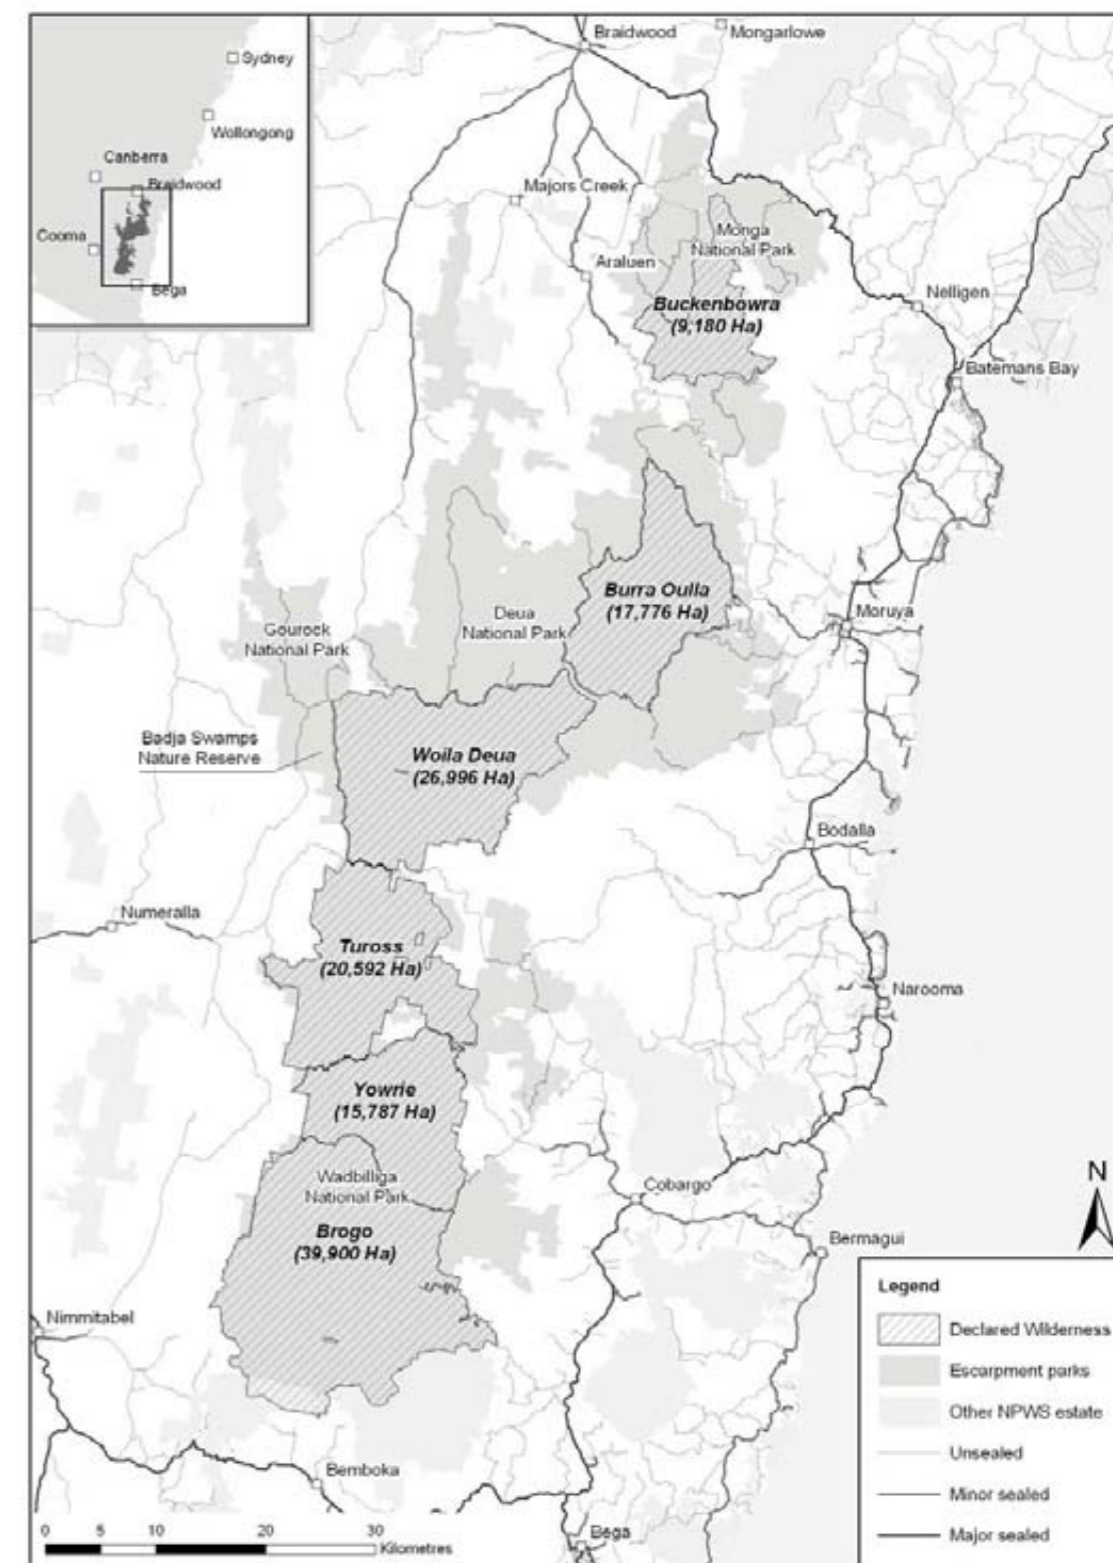 Sydney
Wollongong
Canberra
Braidwood
Cooma
Bega
Braidwood
Mongarlowe
Majors Creek
Monga
National Park
Araluen
Buckenbowra
(9,180 Ha)
Nelligen
Batemans Bay
Burra Oulla
(17,776 Ha)
Deua
National Park
Moruya
Gourock
National Park
Badja Swamps
Nature Reserve
Woila Deua
(26,996 Ha)
Bodalla
Numeralla
Tuross
(20,592 Ha)
Narooma
Yowrie
(15,787 Ha)
Wadbilliga
National Park
Cobargo
Brogo
(39,900 Ha)
Bermagui
N
Nimmitabel
Bemboka
Bega
0 5 10 20 30
Kilometres
Legend
Declared Wilderness
Escarpment parks
Other NPWS estate
Unsealed
Minor sealed
Major sealed